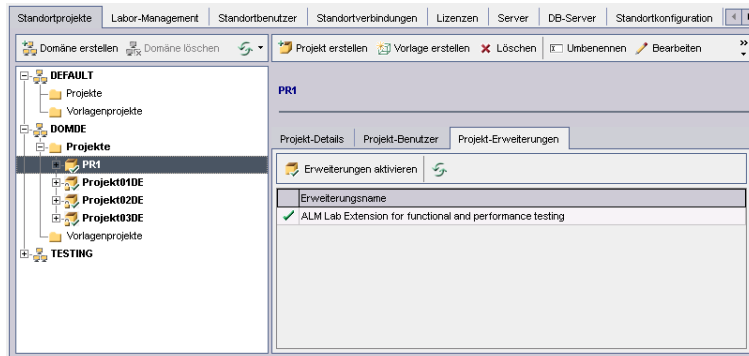 Standortprojekte Labor-Management Standortbenutzer Standortverbindungen Lizenzen Server DB-Server Standortkonfiguration
Domäne erstellen Domäne löschen Projekt erstellen Vorlage erstellen Löschen Umbenennen Bearbeiten
DEFAULT
Projekte
Vorlagenprojekte
DOMDE
Projekte
PR1
Projekt01DE
Projekt02DE
Projekt03DE
Vorlagenprojekte
TESTING
PR1
Projekt-Details Projekt-Benutzer Projekt-Erweiterungen
Erweiterungen aktivieren
Erweiterungsname
ALM Lab Extension for functional and performance testing